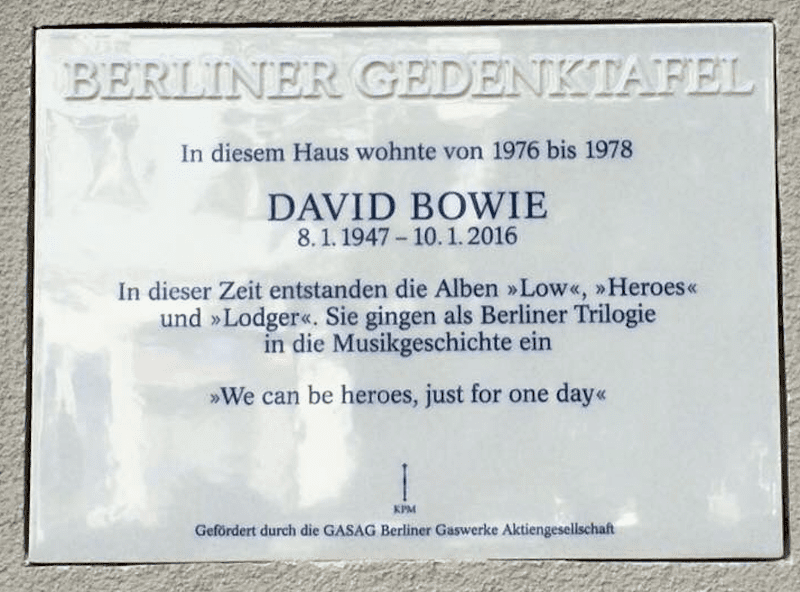 BERLINER GEDENKTAFEL
In diesem Haus wohnte von 1976 bis 1978
DAVID BOWIE
8. 1. 1947 – 10. 1. 2016
In dieser Zeit entstanden die Alben »Low«, »Heroes«
und »Lodger«. Sie gingen als Berliner Trilogie
in die Musikgeschichte ein
»We can be heroes, just for one day«
KPM
Gefördert durch die GASAG Berliner Gaswerke Aktiengesellschaft